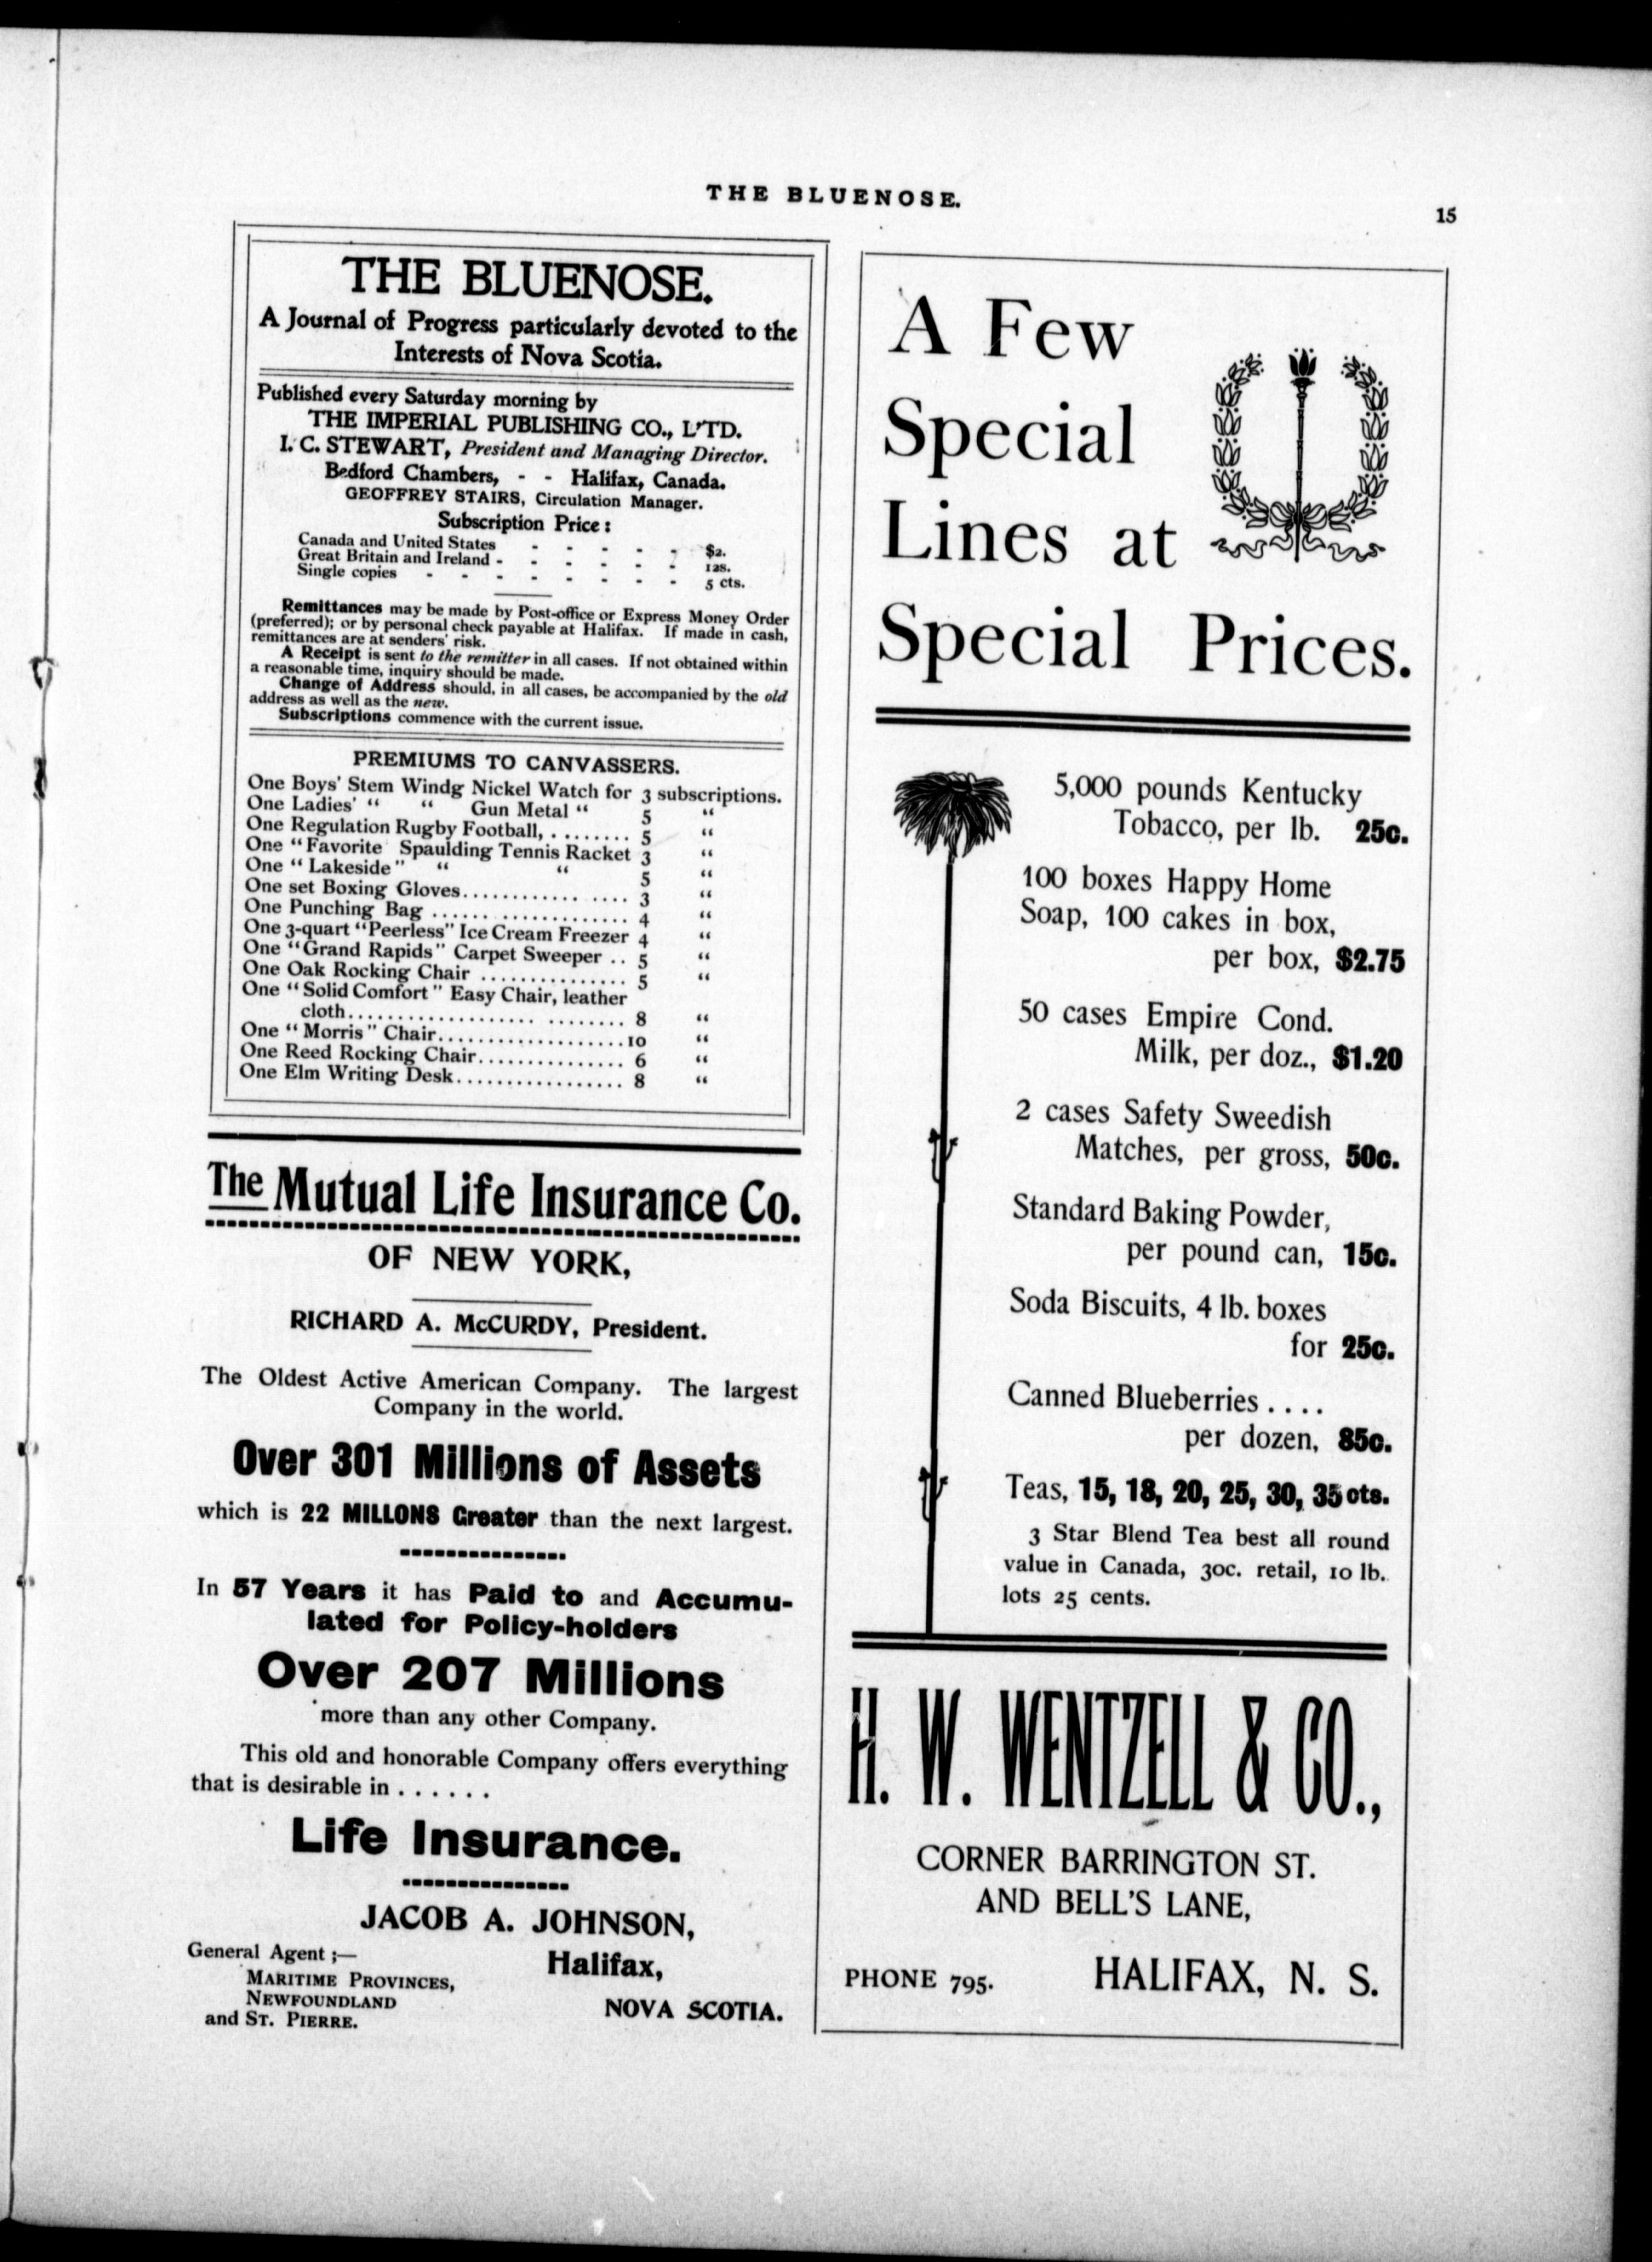 THE BLUENOSE.
15
THE BLUENOSE.
A Journal of Progress particularly devoted to the
Interests of Nova Scotia.
Published every Saturday morning by
THE IMPERIAL PUBLISHING CO., L'TD.
I. C. STEWART, President and Managing Director.
Bedford Chambers, - - Halifax, Canada.
GEOFFREY STAIRS, Circulation Manager.
Subscription Price:
Canada and United States - - - - - $2.
Great Britain and Ireland - - - - - - 12s.
Single copies - - - - - - - - 5 cts.
Remittances may be made by Post-office or Express Money Order
(preferred); or by personal check payable at Halifax. If made in cash,
remittances are at senders' risk.
A Receipt is sent to the remitter in all cases. If not obtained within
a reasonable time, inquiry should be made.
Change of Address should, in all cases, be accompanied by the old
address as well as the new.
Subscriptions commence with the current issue.
PREMIUMS TO CANVASSERS.
One Boys' Stem Windg Nickel Watch for 3 subscriptions.
One Ladies' " " Gun Metal " 5 "
One Regulation Rugby Football, . ........ 5 "
One "Favorite Spaulding Tennis Racket 3 "
One "Lakeside" " " 5 "
One set Boxing Gloves............ .... 3 "
One Punching Bag ...................... 4 "
One 3-quart "Peerless" Ice Cream Freezer 4 "
One "Grand Rapids" Carpet Sweeper .. 5 "
One Oak Rocking Chair ................ 5 "
One "Solid Comfort" Easy Chair, leather
cloth................... ........ 8 "
One "Morris" Chair....................10 "
One Reed Rocking Chair................ 6 "
One Elm Writing Desk.................. 8 "
The Mutual Life Insurance Co.
OF NEW YORK,
RICHARD A. McCURDY, President.
The Oldest Active American Company. The largest
Company in the world.
Over 301 Millions of Assets
which is 22 MILLONS Greater than the next largest.
In 57 Years it has Paid to and Accumu-
lated for Policy-holders
Over 207 Millions
more than any other Company.
This old and honorable Company offers everything
that is desirable in . . . . . .
Life Insurance.
JACOB A. JOHNSON,
General Agent ;—
MARITIME PROVINCES,
NEWFOUNDLAND
and ST. PIERRE.
Halifax,
NOVA SCOTIA.
A Few
Special
Lines at
Special Prices.
5,000 pounds Kentucky
Tobacco, per lb. 25c.
100 boxes Happy Home
Soap, 100 cakes in box,
per box, $2.75
50 cases Empire Cond.
Milk, per doz., $1.20
2 cases Safety Sweedish
Matches, per gross, 50c.
Standard Baking Powder,
per pound can, 15c.
Soda Biscuits, 4 lb. boxes
for 25c.
Canned Blueberries . . . .
per dozen, 85c.
Teas, 15, 18, 20, 25, 30, 35 cts.
3 Star Blend Tea best all round
value in Canada, 30c. retail, 10 lb.
lots 25 cents.
H. W. WENTZELL & CO.,
CORNER BARRINGTON ST.
AND BELL'S LANE,
PHONE 795. HALIFAX, N. S.